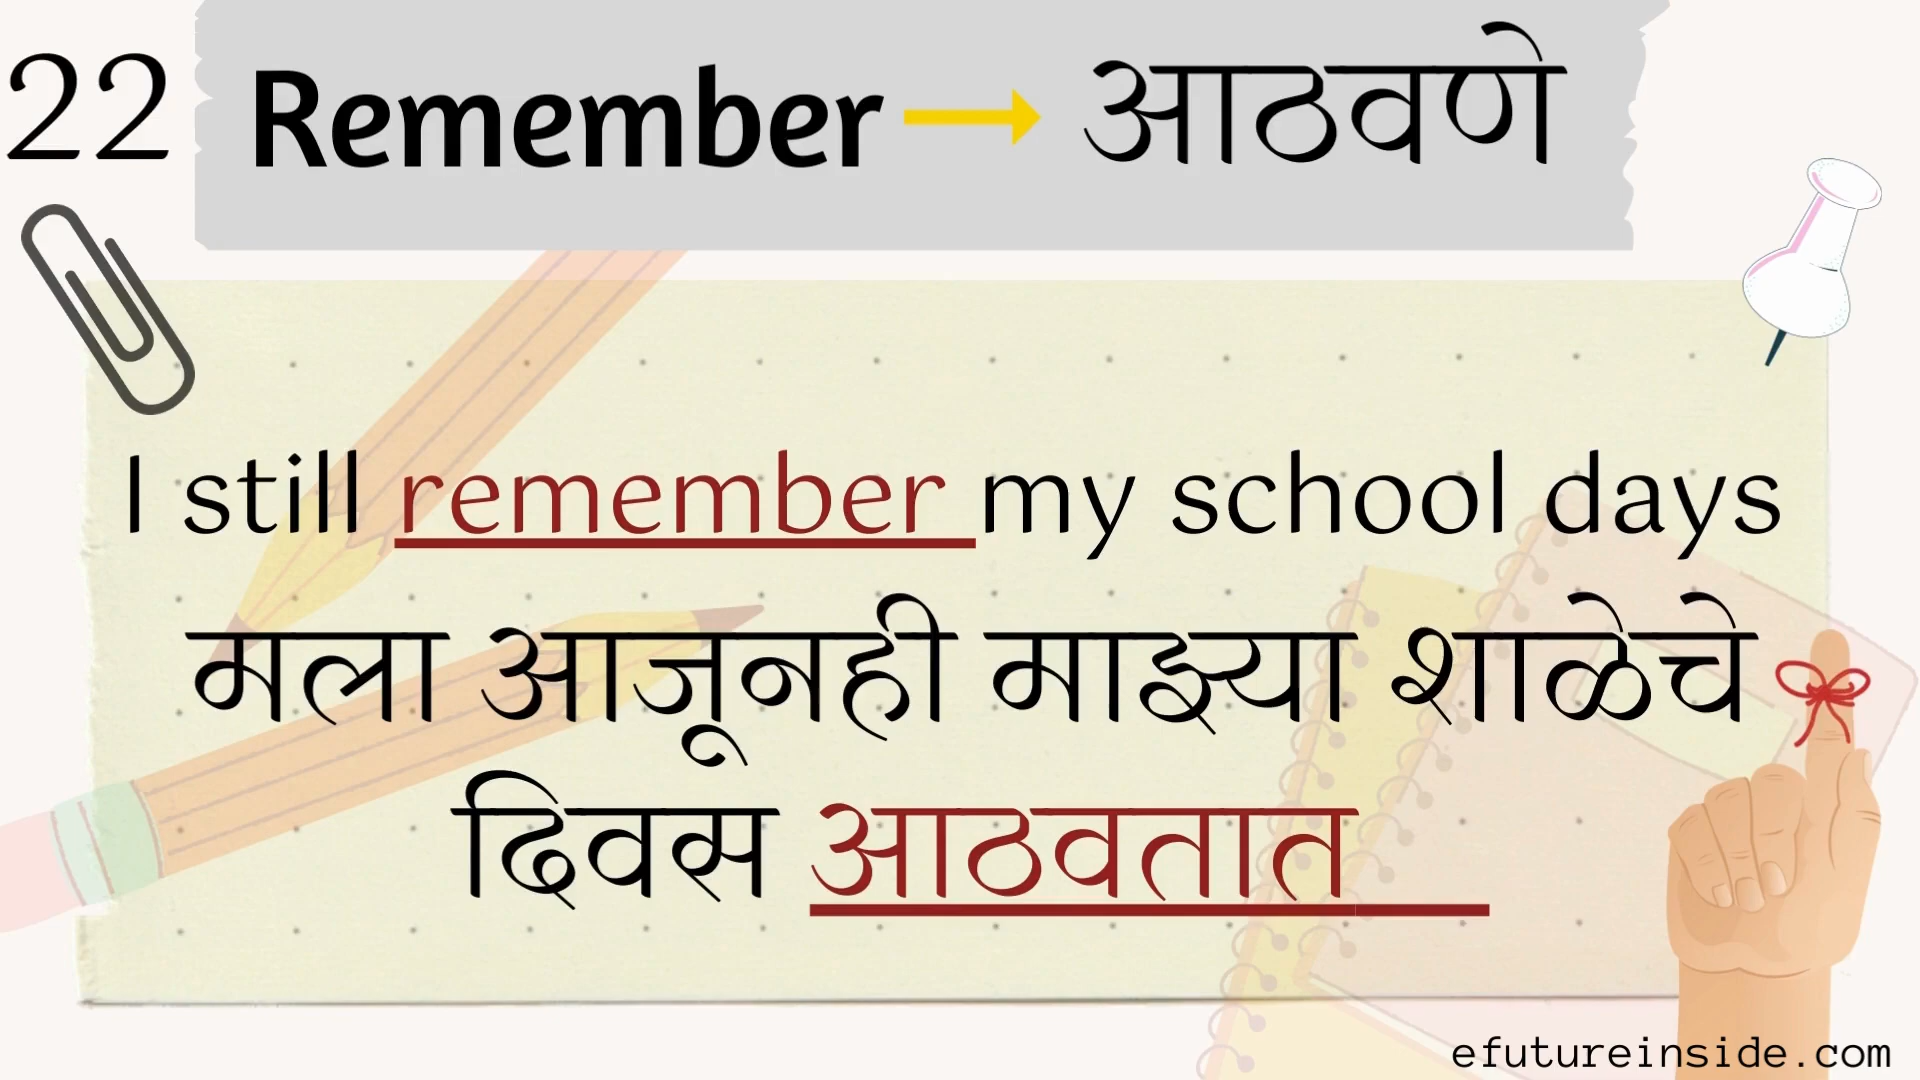 22
Remember → आठवणे
I still remember my school days
मला आजूनही माझ्या शाळेचे
दिवस आठवतात
efutureinside.com